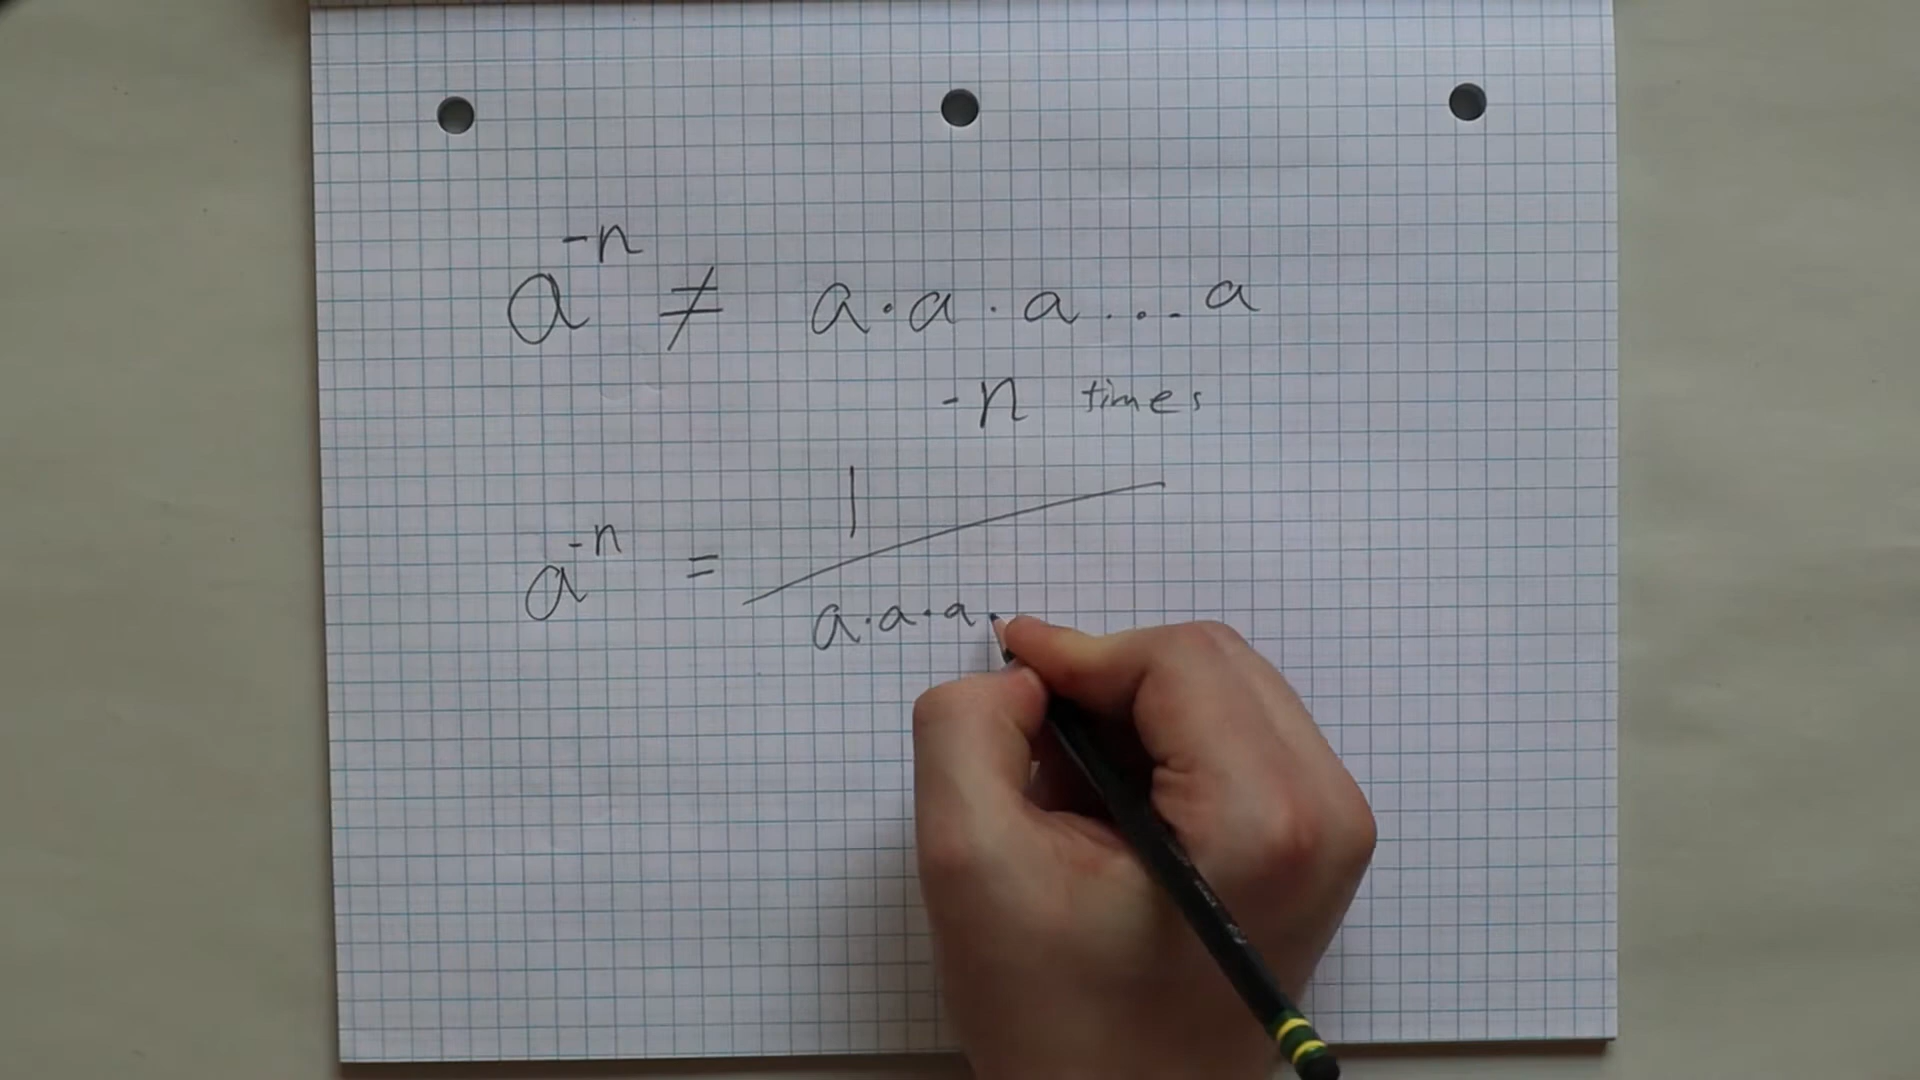 a^-n ≠ a·a·a...a
-n times
a^-n = 1/a·a·a·